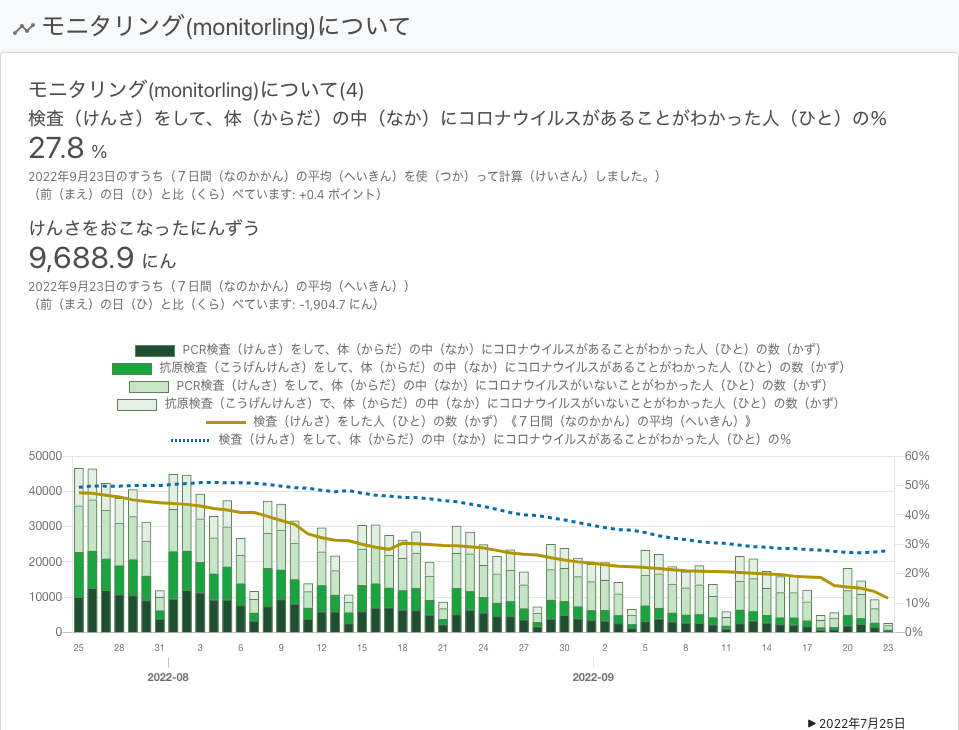 モニタリング(monitorling)について
モニタリング(monitorling)について(4)
検査（けんさ）をして、体（からだ）の中（なか）にコロナウイルスがあることがわかった人（ひと）の%
27.8 %
2022年9月23日のすうち（７日間（なのかかん）の平均（へいきん）を使（つか）って計算（けいさん）しました。）
（前（まえ）の日（ひ）と比（くら）べています: +0.4 ポイント）
けんさをおこなったにんずう
9,688.9 にん
2022年9月23日のすうち（７日間（なのかかん）の平均（へいきん））
（前（まえ）の日（ひ）と比（くら）べています: -1,904.7 にん）
PCR検査（けんさ）をして、体（からだ）の中（なか）にコロナウイルスがあることがわかった人（ひと）の数（かず）
抗原検査（こうげんけんさ）をして、体（からだ）の中（なか）にコロナウイルスがあることがわかった人（ひと）の数（かず）
PCR検査（けんさ）をして、体（からだ）の中（なか）にコロナウイルスがいないことがわかった人（ひと）の数（かず）
抗原検査（こうげんけんさ）で、体（からだ）の中（なか）にコロナウイルスがいないことがわかった人（ひと）の数（かず）
検査（けんさ）をした人（ひと）の数（かず）《７日間（なのかかん）の平均（へいきん）》
検査（けんさ）をして、体（からだ）の中（なか）にコロナウイルスがあることがわかった人（ひと）の%
50000 60%
40000 50%
30000 40%
20000 30%
10000 20%
0 10%
0%
25 28 31 3 6 9 12 15 18 21 24 27 30 2 5 8 11 14 17 20 23
2022-08 2022-09
▶ 2022年7月25日